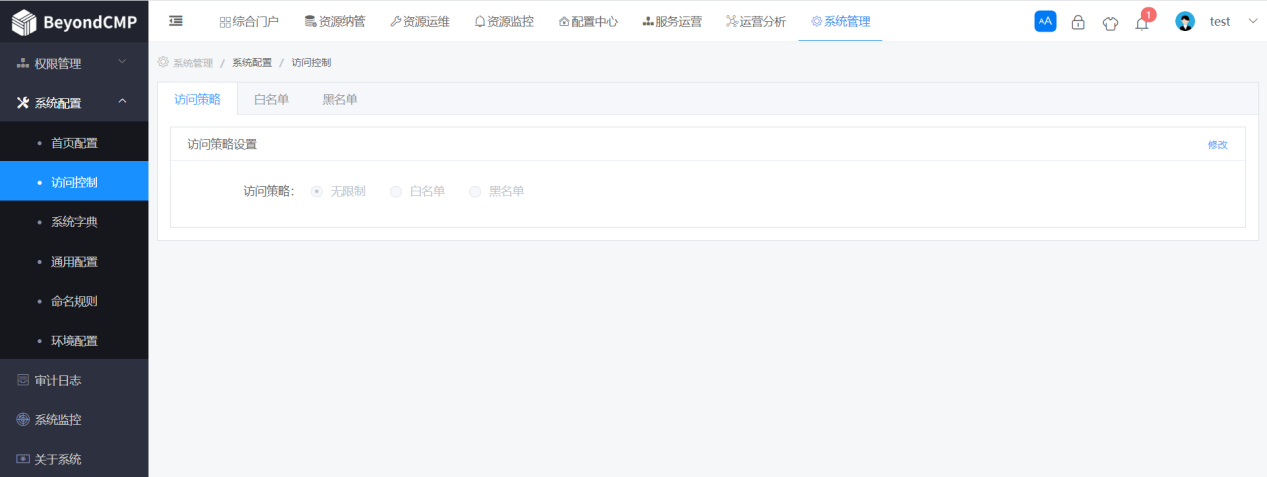 BeyondCMP
综合门户 资源纳管 资源运维 资源监控 配置中心 服务运营 运营分析 系统管理 AA 1 test
权限管理
系统配置
首页配置
访问控制
系统字典
通用配置
命名规则
环境配置
审计日志
系统监控
关于系统
系统管理 / 系统配置 / 访问控制
访问策略 白名单 黑名单
访问策略设置 修改
访问策略: 无限制 白名单 黑名单